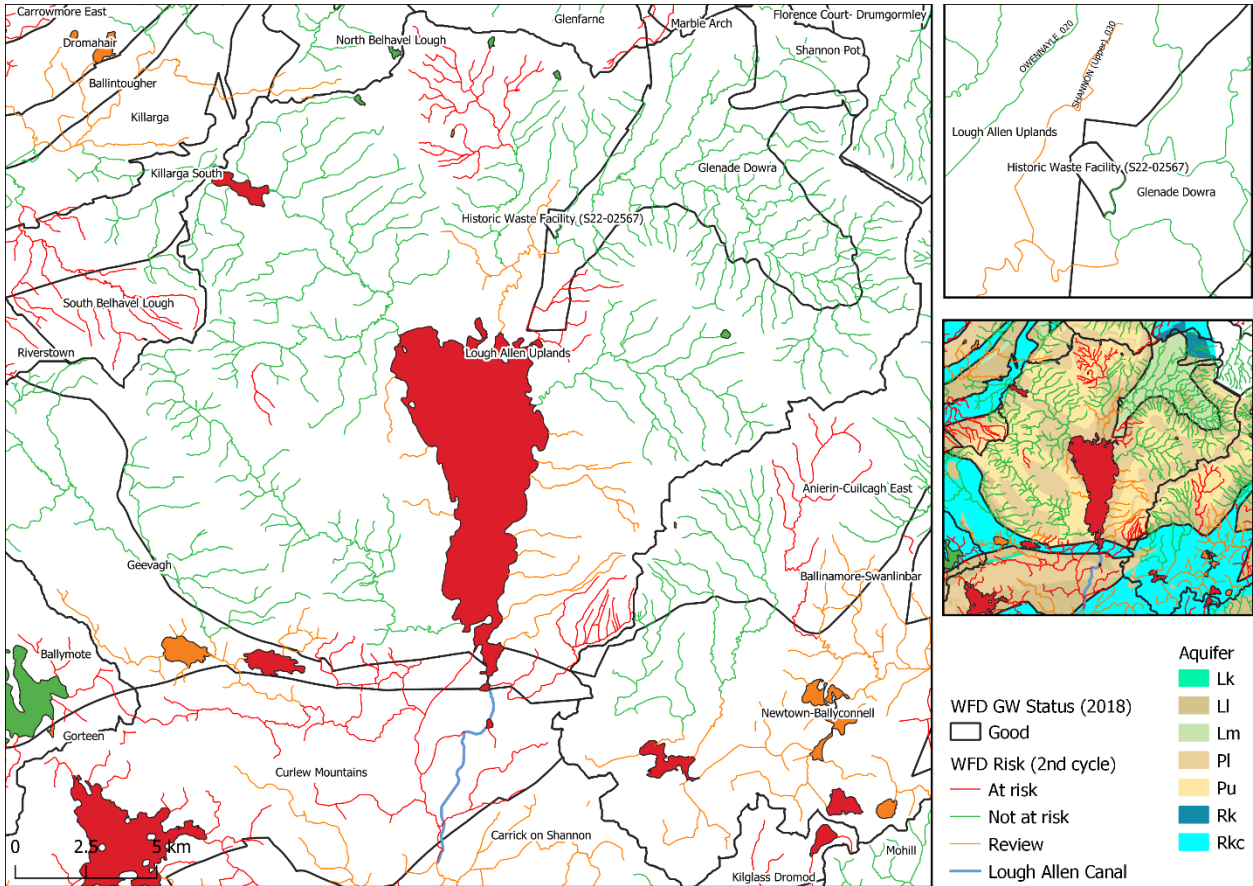 Carrowmore East
Dromahair
Ballintougher
Killarga
North Belhavel Lough
Glenfarne
Marble Arch
Florence Court- Drumgormley
Shannon Pot
Killarga South
Glenade Dowra
Historic Waste Facility (S22-02567)
South Belhavel Lough
Riverstown
Lough Allen Uplands
Anierin-Cuilcagh East
Geevagh
Ballinamore-Swanlinbar
Ballymote
Gorteen
Newtown-Ballyconnell
Curlew Mountains
Carrick on Shannon
Mohill
Kilglass Dromod
0 2.5 5 km
OWENNAYLE_020
SHANNON (Upper)_030
Lough Allen Uplands
Historic Waste Facility (S22-02567)
Glenade Dowra
WFD GW Status (2018)
Good
WFD Risk (2nd cycle)
At risk
Not at risk
Review
Lough Allen Canal
Aquifer
Lk
Ll
Lm
Pl
Pu
Rk
Rkc